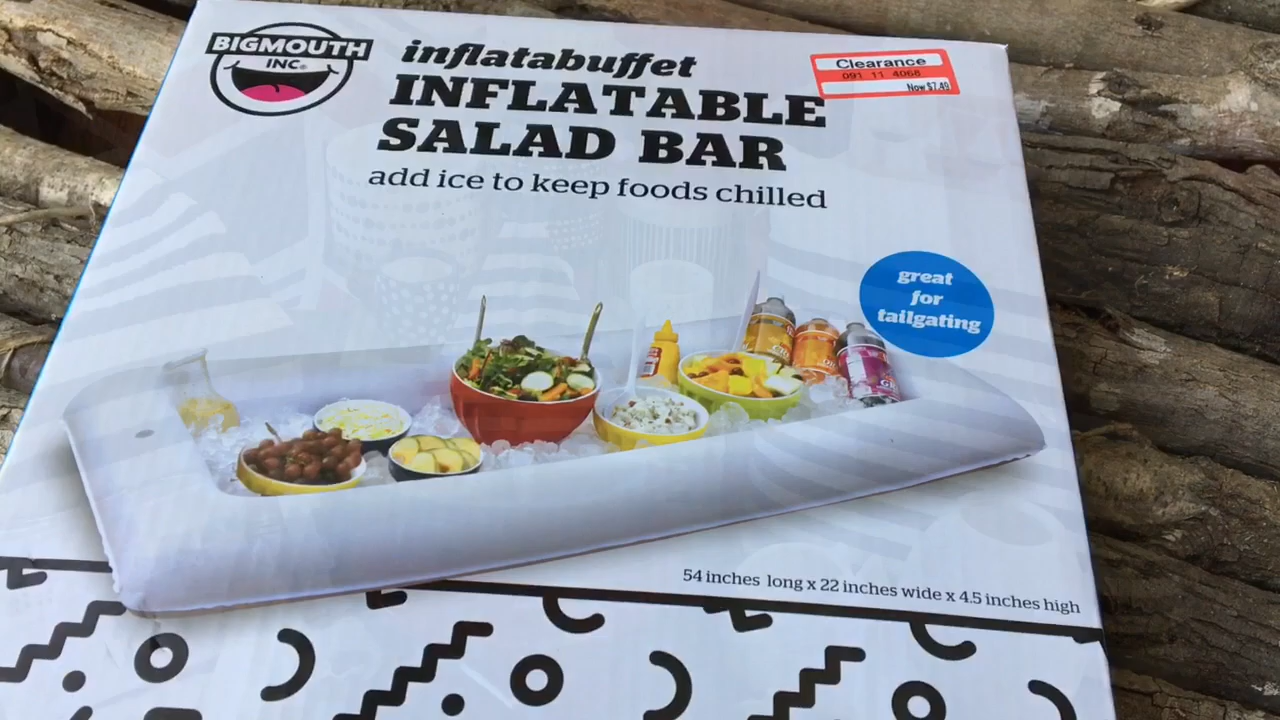 BIGMOUTH
INC.®
inflatabuffet
INFLATABLE
SALAD BAR
add ice to keep foods chilled
Clearance
091 11 4068
Now $7.49
great
for
tailgating
54 inches long x 22 inches wide x 4.5 inches high